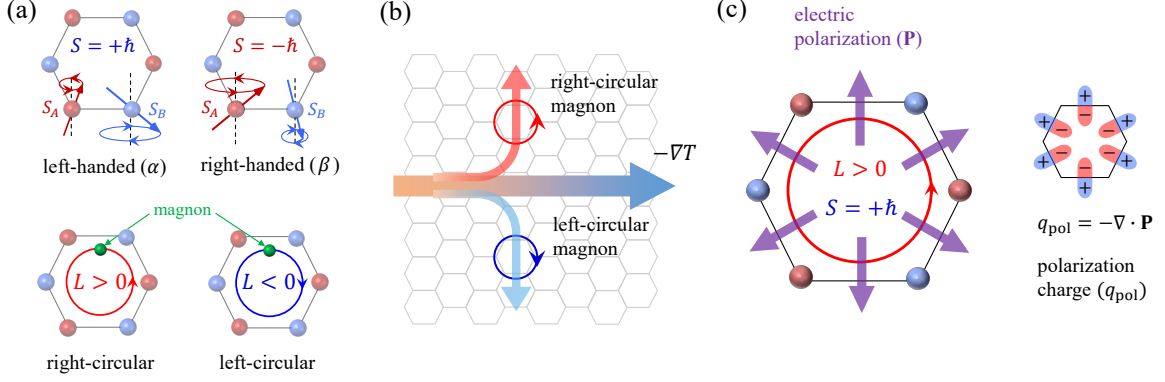 (a)
S = +ħ
S = −ħ
S_A
S_B
S_A
S_B
left-handed (α)
right-handed (β)
magnon
L > 0
L < 0
right-circular
left-circular
(b)
right-circular
magnon
−∇T
left-circular
magnon
(c)
electric
polarization (P)
L > 0
S = +ħ
+
+
+
+
+
+
−
−
−
−
−
−
q_pol = −∇ · P
polarization
charge (q_pol)